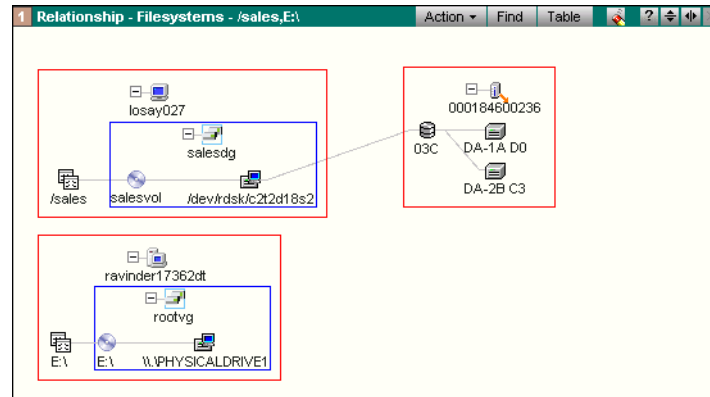 1 Relationship - Filesystems - /sales,E:\ Action Find Table ?
losay027
salesdg
/sales salesvol /dev/rdsk/c2t2d18s2
000184600236
03C DA-1A D0
DA-2B C3
ravinder17362dt
rootvg
E:\ E:\ \\.\PHYSICALDRIVE1